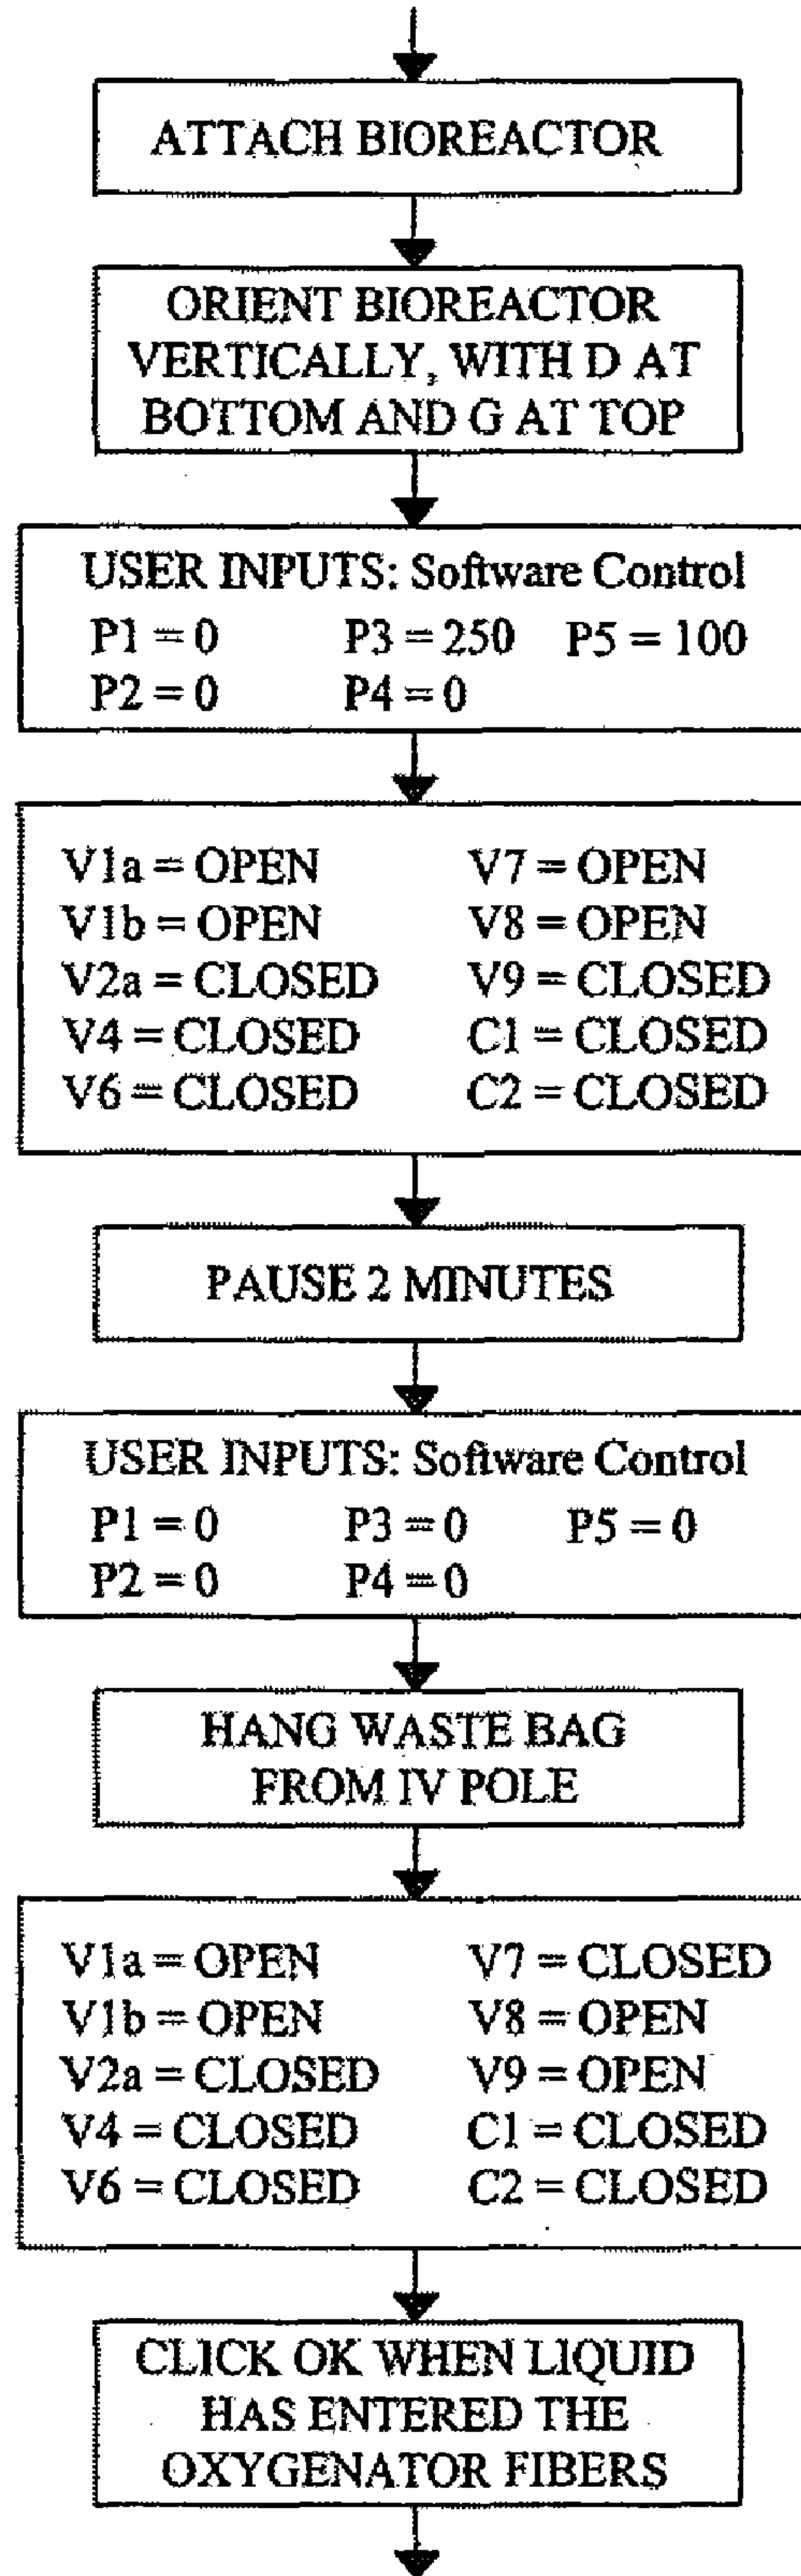 ATTACH BIOREACTOR
ORIENT BIOREACTOR
VERTICALLY, WITH D AT
BOTTOM AND G AT TOP
USER INPUTS: Software Control
P1 = 0 P3 = 250 P5 = 100
P2 = 0 P4 = 0
V1a = OPEN V7 = OPEN
V1b = OPEN V8 = OPEN
V2a = CLOSED V9 = CLOSED
V4 = CLOSED C1 = CLOSED
V6 = CLOSED C2 = CLOSED
PAUSE 2 MINUTES
USER INPUTS: Software Control
P1 = 0 P3 = 0 P5 = 0
P2 = 0 P4 = 0
HANG WASTE BAG
FROM IV POLE
V1a = OPEN V7 = CLOSED
V1b = OPEN V8 = OPEN
V2a = CLOSED V9 = OPEN
V4 = CLOSED C1 = CLOSED
V6 = CLOSED C2 = CLOSED
CLICK OK WHEN LIQUID
HAS ENTERED THE
OXYGENATOR FIBERS